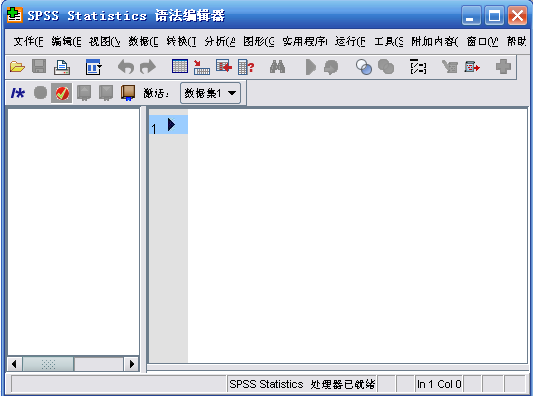 SPSS Statistics 语法编辑器
文件(F 编辑(E 视图(V 数据(D 转换(T 分析(A 图形(G 实用程序( 运行(R 工具(S 附加内容( 窗口(W 帮助
激活: 数据集1
1
SPSS Statistics 处理器已就绪 In 1 Col 0